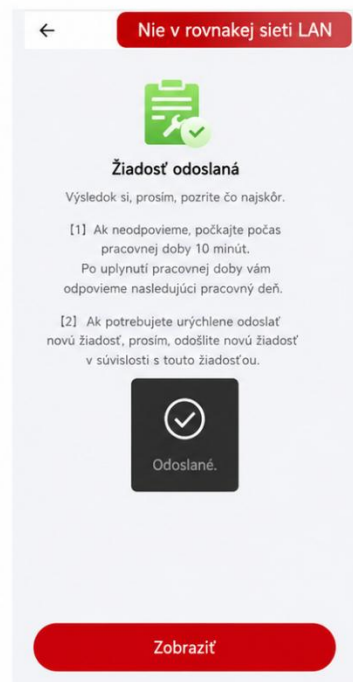 Nie v rovnakej sieti LAN
Žiadosť odoslaná
Výsledok si, prosím, pozrite čo najskôr.
[1] Ak neodpovieme, počkajte počas
pracovnej doby 10 minút.
Po uplynutí pracovnej doby vám
odpovieme nasledujúci pracovný deň.
[2] Ak potrebujete urýchlene odoslať
novú žiadosť, prosím, odošlite novú žiadosť
v súvislosti s touto žiadosťou.
Odoslané.
Zobraziť